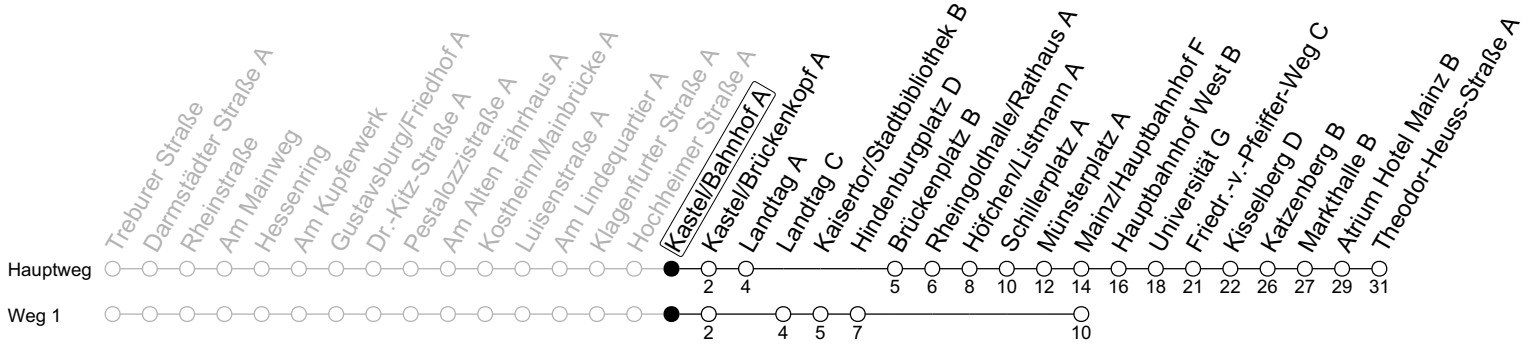 Treburer Straße
Darmstädter Straße A
Rheinstraße
Am Mainweg
Hessenring
Am Kupferwerk
Gustavsburg/Friedhof A
Dr.-Kitz-Straße A
Pestalozzistraße A
Am Alten Fährhaus A
Kostheim/Mainbrücke A
Luisenstraße A
Am Lindequartier A
Klagenfurter Straße A
Hochheimer Straße A
Kastel/Bahnhof A
Kastel/Brückenkopf A
Landtag A
Landtag C
Kaisertor/Stadtbibliothek B
Hindenburgplatz D
Brückenplatz B
Rheingoldhalle/Rathaus A
Höfchen/Listmann A
Schillerplatz A
Münsterplatz A
Mainz/Hauptbahnhof F
Hauptbahnhof West B
Universität G
Friedr.-v.-Pfeiffer-Weg C
Kisselberg D
Katzenberg B
Markthalle B
Atrium Hotel Mainz B
Theodor-Heuss-Straße A
Hauptweg
2 4 5 6 8 10 12 14 16 18 21 22 26 27 29 31
Weg 1
2 4 5 7 10